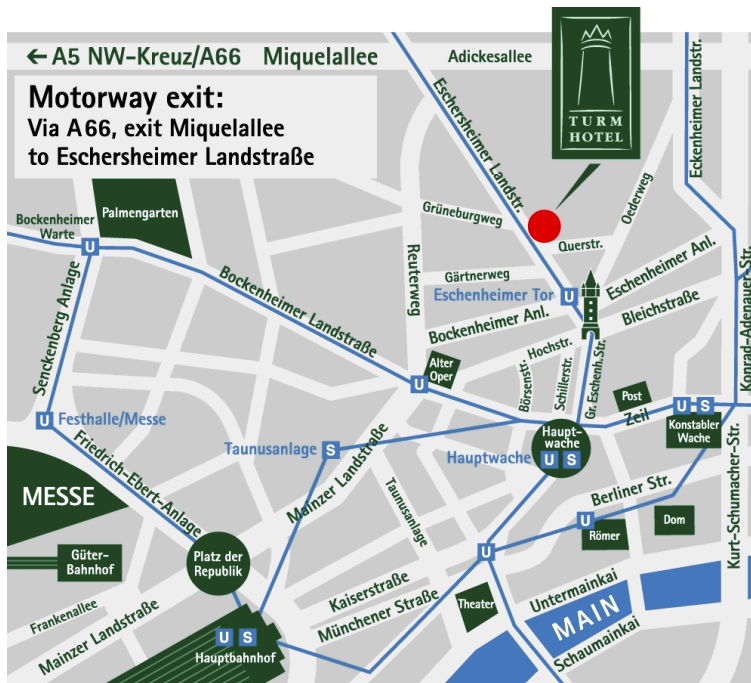 ← A5 NW-Kreuz/A66 Miquelallee
Adickesallee
Motorway exit:
Via A66, exit Miquelallee
to Eschersheimer Landstraße
TURM
HOTEL
Eckenheimer Landstr.
Eschersheimer Landstr.
Oederweg
Palmengarten
Bockenheimer
Warte
U
Grüneburgweg
Querstr.
Reuterweg
Gärtnerweg
Eschenheimer Anl.
Eschenheimer Tor U
Bleichstraße
Bockenheimer Anl.
Konrad-Adenauer-Str.
Senckenberg Anlage
Bockenheimer Landstraße
Hochstr.
Börsenstr.
Schillerstr.
Gr. Eschenh. Str.
Alter
Oper
U
Post
Zeil
U S
Konstabler
Wache
U Festhalle/Messe
Friedrich-Ebert-Anlage
Taunusanlage S
Mainzer Landstraße
Haupt-
wache
Hauptwache U S
Taunusanlage
Berliner Str.
Kurt-Schumacher-Str.
MESSE
U
Römer
Dom
Güter-
Bahnhof
Platz der
Republik
U
Kaiserstraße
Münchener Straße
Theater
Untermainkai
MAIN
Schaumainkai
Frankenallee
Mainzer Landstraße
U S
Hauptbahnhof